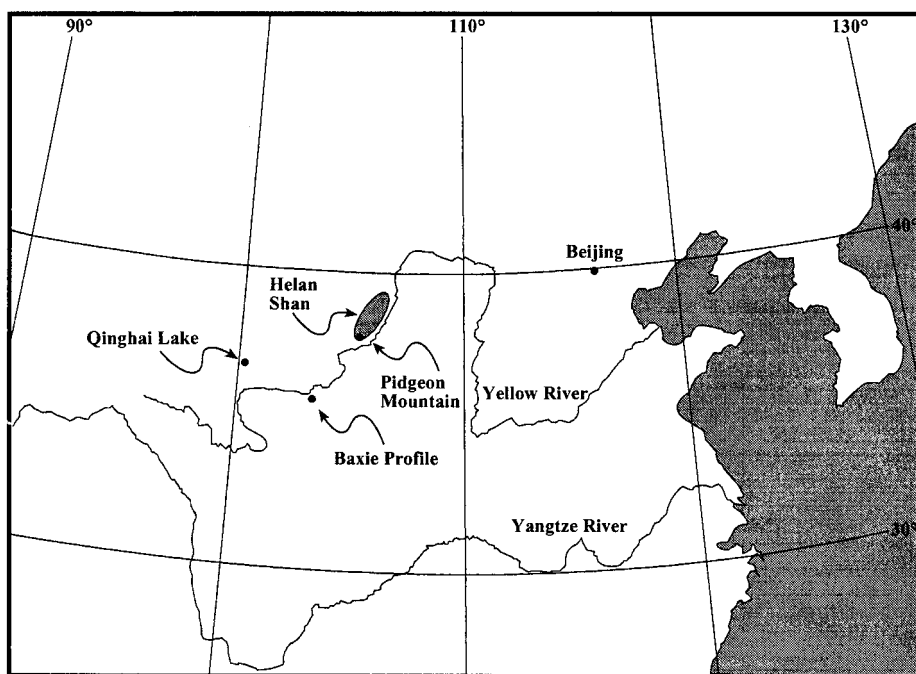 90°
110°
130°
40°
Beijing
Helan
Shan
Qinghai Lake
Pidgeon
Mountain
Yellow River
Baxie Profile
Yangtze River
30°